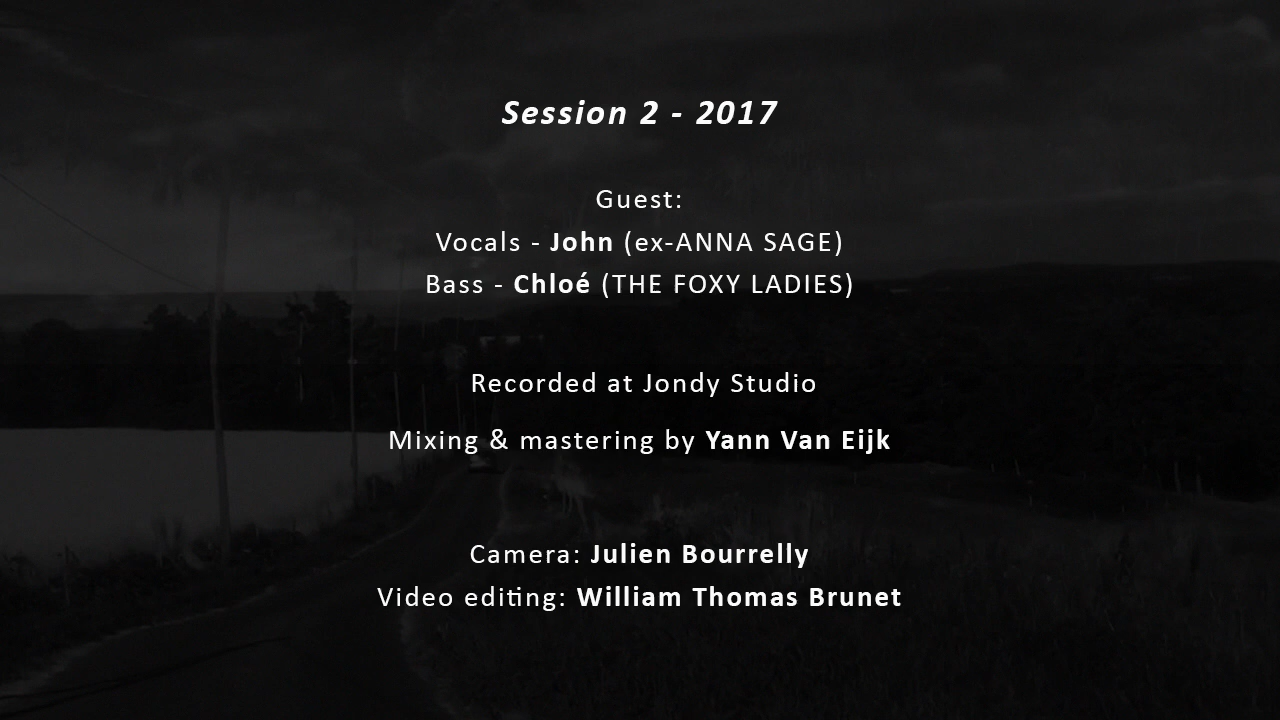 Session 2 - 2017
Guest:
Vocals - John (ex-ANNA SAGE)
Bass - Chloé (THE FOXY LADIES)
Recorded at Jondy Studio
Mixing & mastering by Yann Van Eijk
Camera: Julien Bourrelly
Video editing: William Thomas Brunet